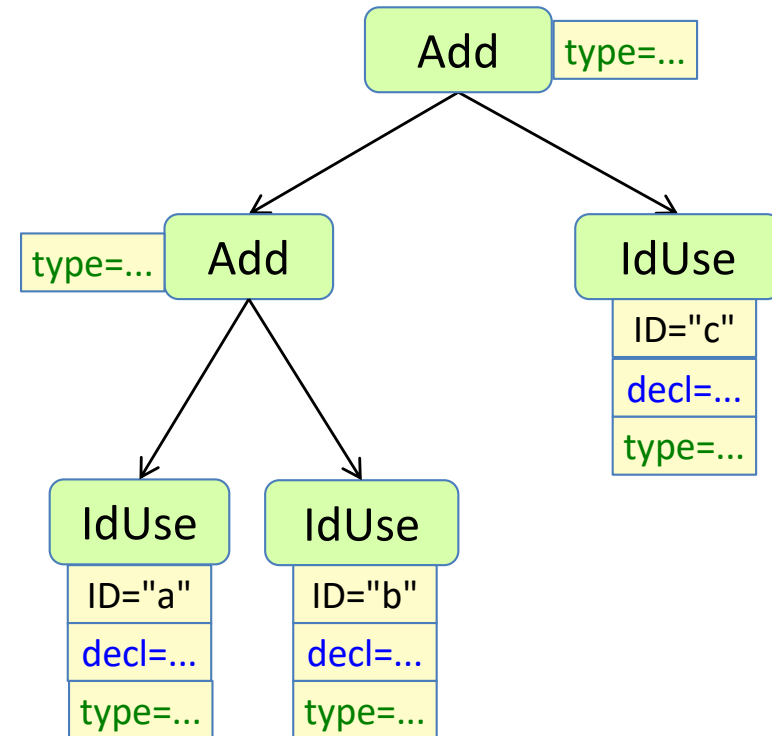 Add
type=...
type=...
Add
IdUse
ID="c"
decl=...
type=...
IdUse
ID="a"
decl=...
type=...
IdUse
ID="b"
decl=...
type=...